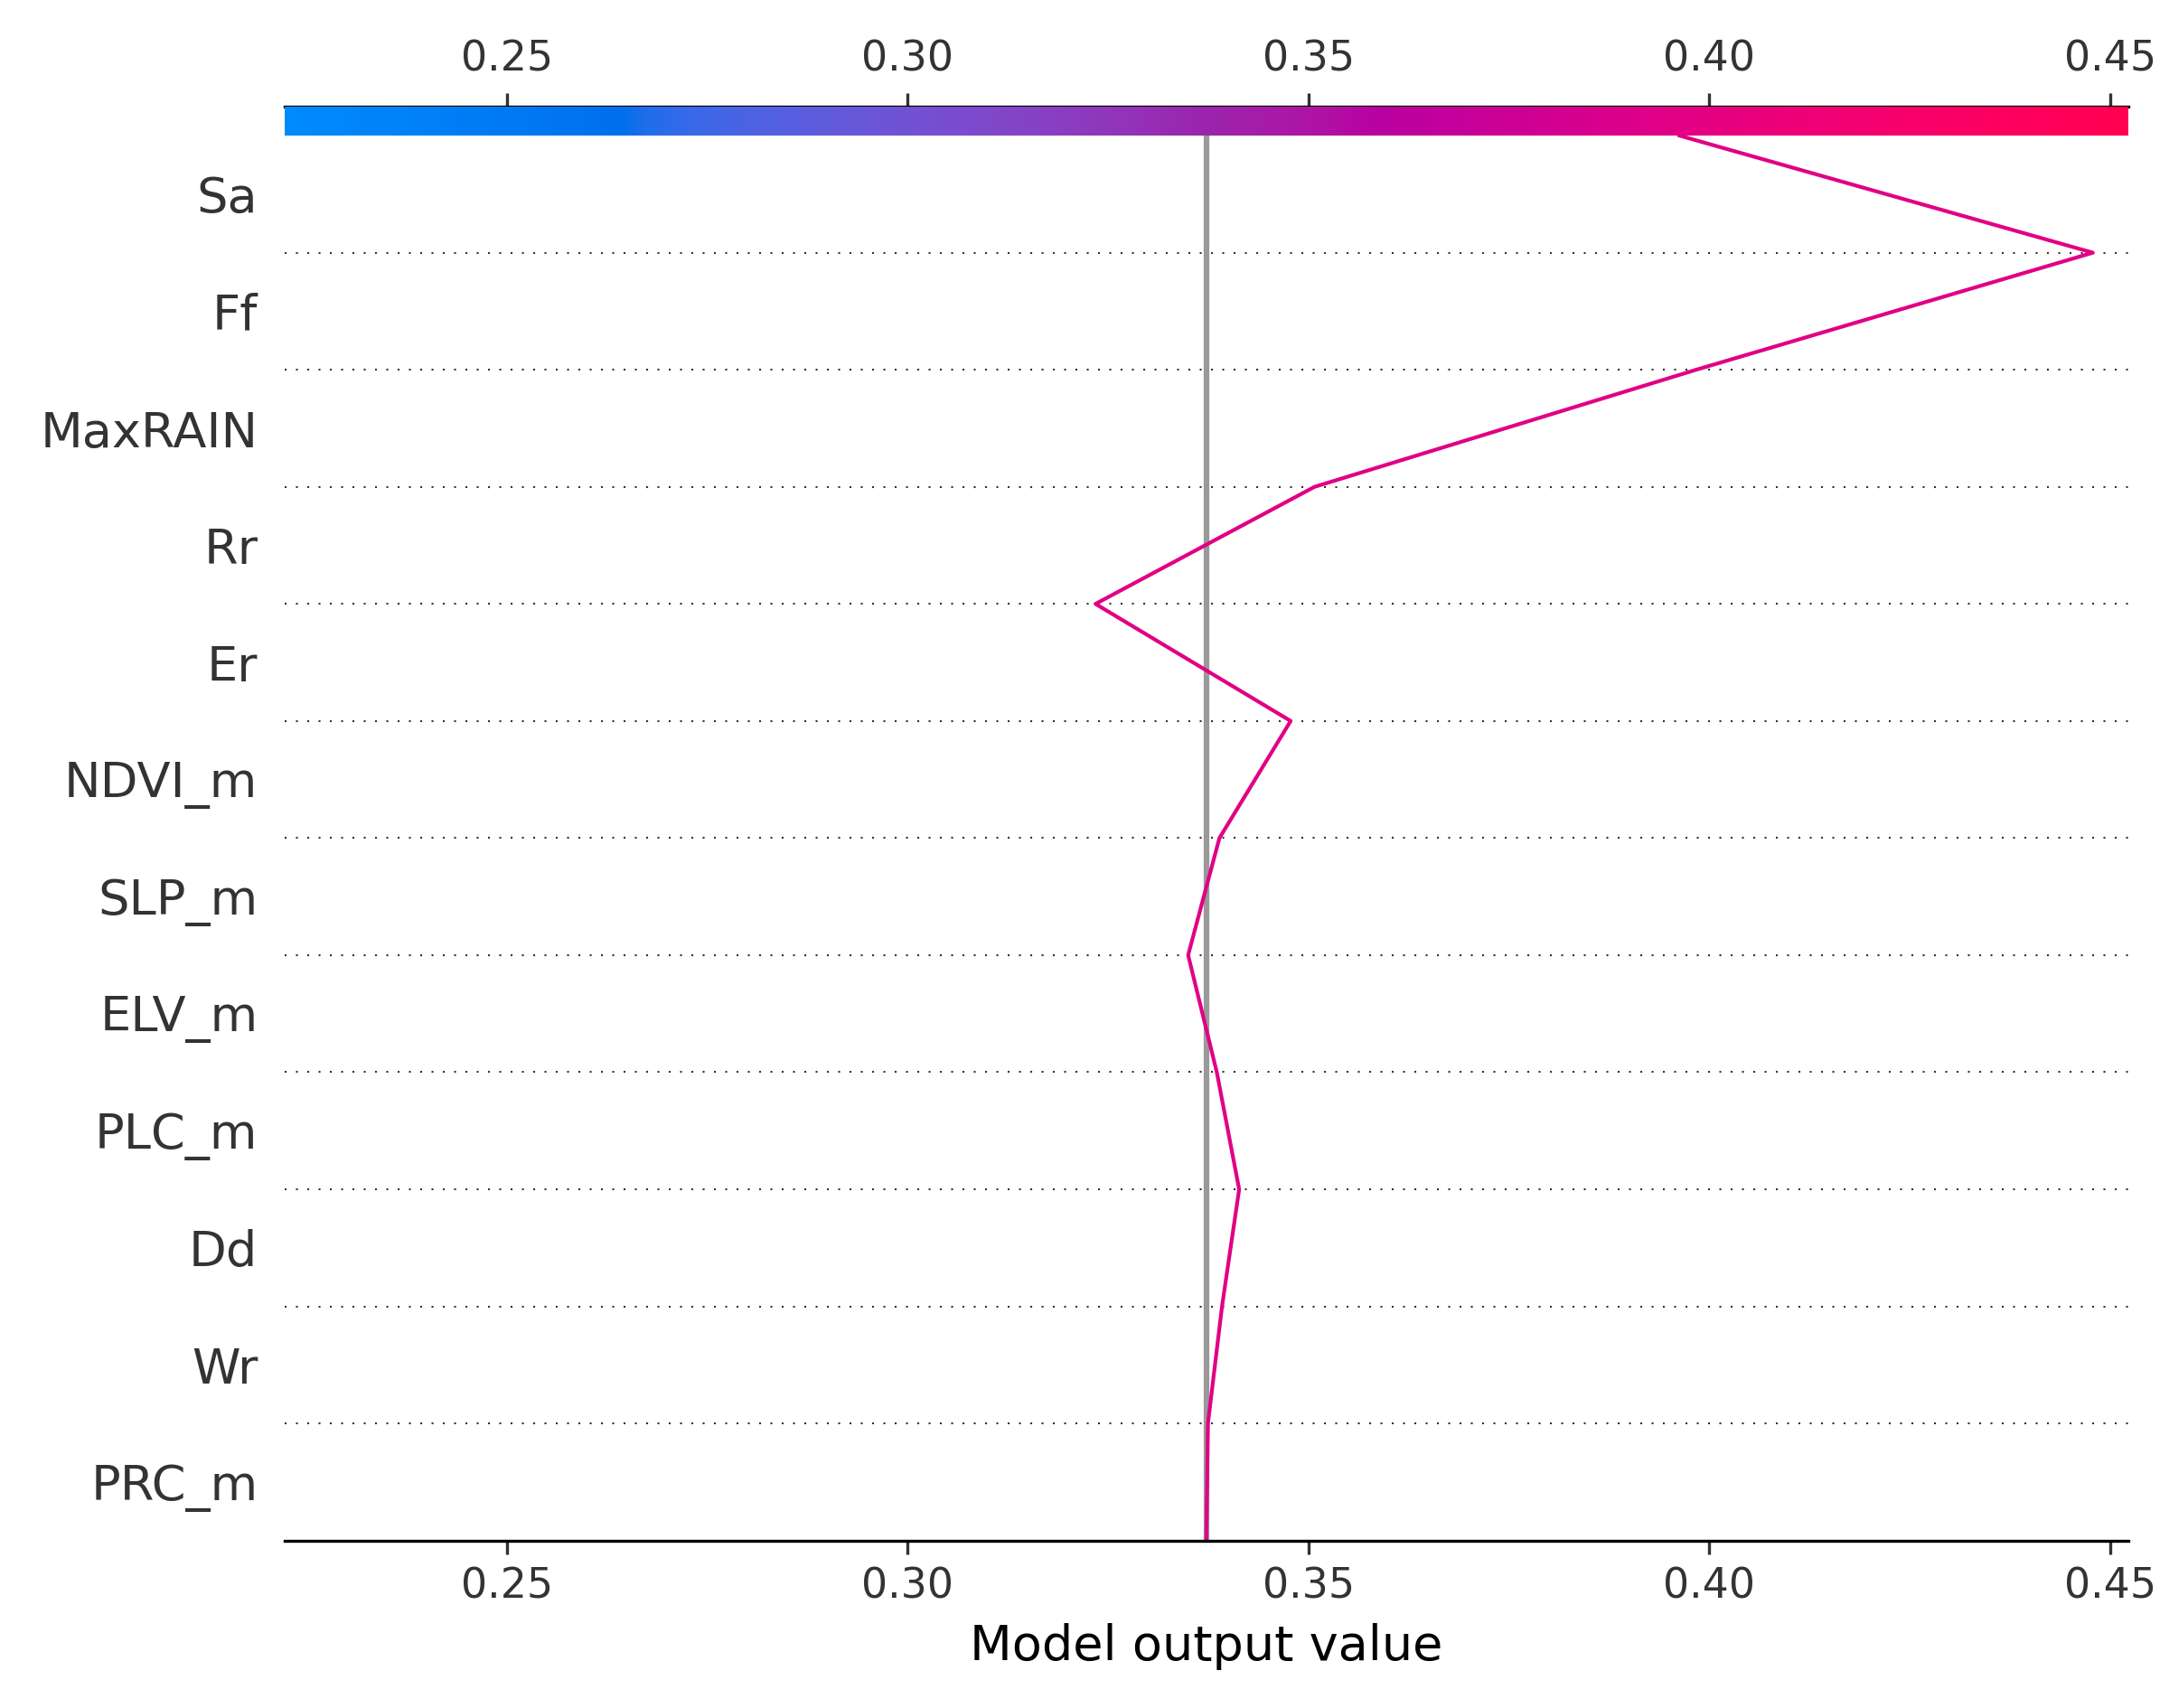 0.25 0.30 0.35 0.40 0.45
Sa
Ff
MaxRAIN
Rr
Er
NDVI_m
SLP_m
ELV_m
PLC_m
Dd
Wr
PRC_m
0.25 0.30 0.35 0.40 0.45
Model output value